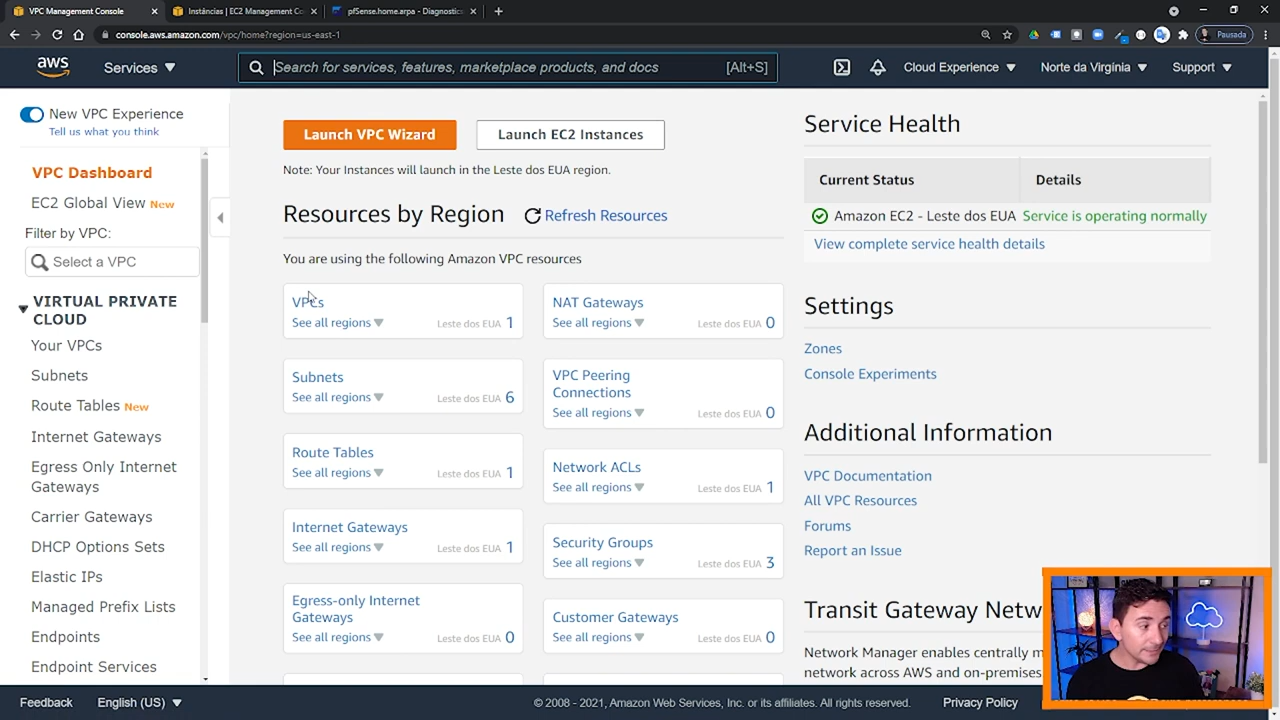 VPC Management Console
Instâncias | EC2 Management Co
pfSense.home.arpa - Diagnostics
console.aws.amazon.com/vpc/home?region=us-east-1
Pausada
aws
Services
Search for services, features, marketplace products, and docs
[Alt+S]
Cloud Experience
Norte da Virgínia
Support
New VPC Experience
Tell us what you think
VPC Dashboard
EC2 Global View New
Filter by VPC:
Select a VPC
VIRTUAL PRIVATE
CLOUD
Your VPCs
Subnets
Route Tables New
Internet Gateways
Egress Only Internet
Gateways
Carrier Gateways
DHCP Options Sets
Elastic IPs
Managed Prefix Lists
Endpoints
Endpoint Services
Launch VPC Wizard
Launch EC2 Instances
Note: Your Instances will launch in the Leste dos EUA region.
Resources by Region
Refresh Resources
You are using the following Amazon VPC resources
VPCs
See all regions
Leste dos EUA 1
Subnets
See all regions
Leste dos EUA 6
Route Tables
See all regions
Leste dos EUA 1
Internet Gateways
See all regions
Leste dos EUA 1
Egress-only Internet
Gateways
See all regions
Leste dos EUA 0
NAT Gateways
See all regions
Leste dos EUA 0
VPC Peering
Connections
See all regions
Leste dos EUA 0
Network ACLs
See all regions
Leste dos EUA 1
Security Groups
See all regions
Leste dos EUA 3
Customer Gateways
See all regions
Leste dos EUA 0
Service Health
Current Status
Details
Amazon EC2 - Leste dos EUA
Service is operating normally
View complete service health details
Settings
Zones
Console Experiments
Additional Information
VPC Documentation
All VPC Resources
Forums
Report an Issue
Transit Gateway Netw
Network Manager enables centrally m
network across AWS and on-premises
Feedback
English (US)
© 2008 - 2021, Amazon Web Services, Inc. or its affiliates. All rights reserved.
Privacy Policy